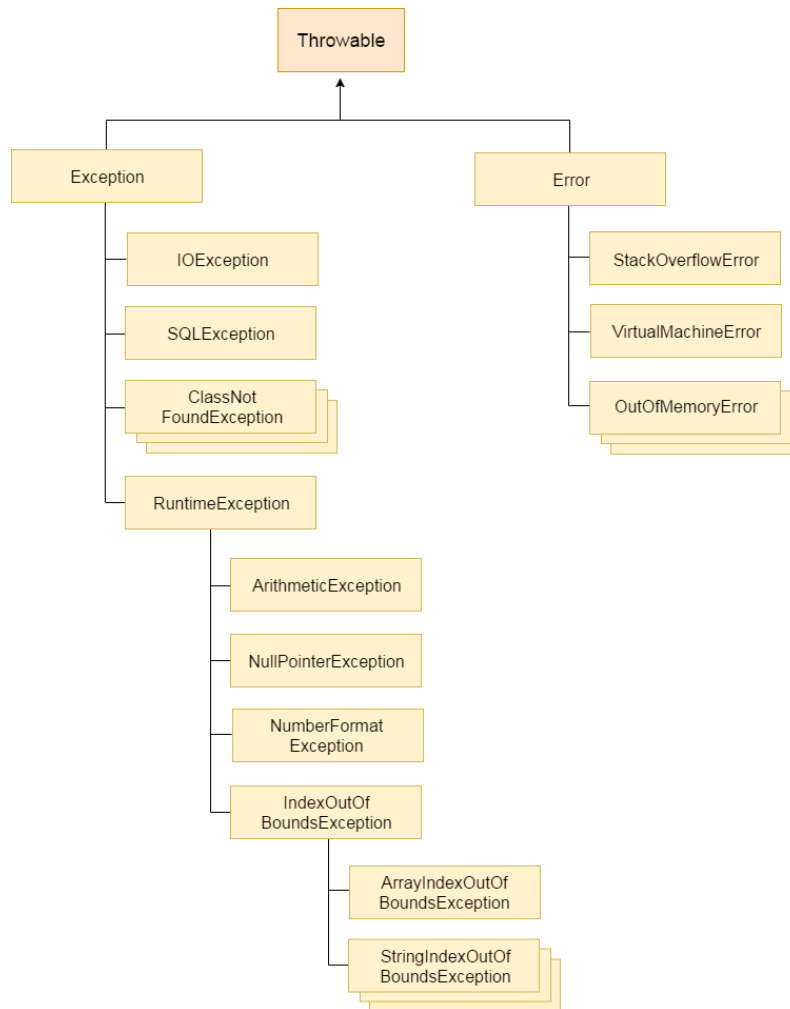 Throwable
Exception
Error
IOException
StackOverflowError
SQLException
VirtualMachineError
ClassNot
FoundException
OutOfMemoryError
RuntimeException
ArithmeticException
NullPointerException
NumberFormat
Exception
IndexOutOf
BoundsException
ArrayIndexOutOf
BoundsException
StringIndexOutOf
BoundsException